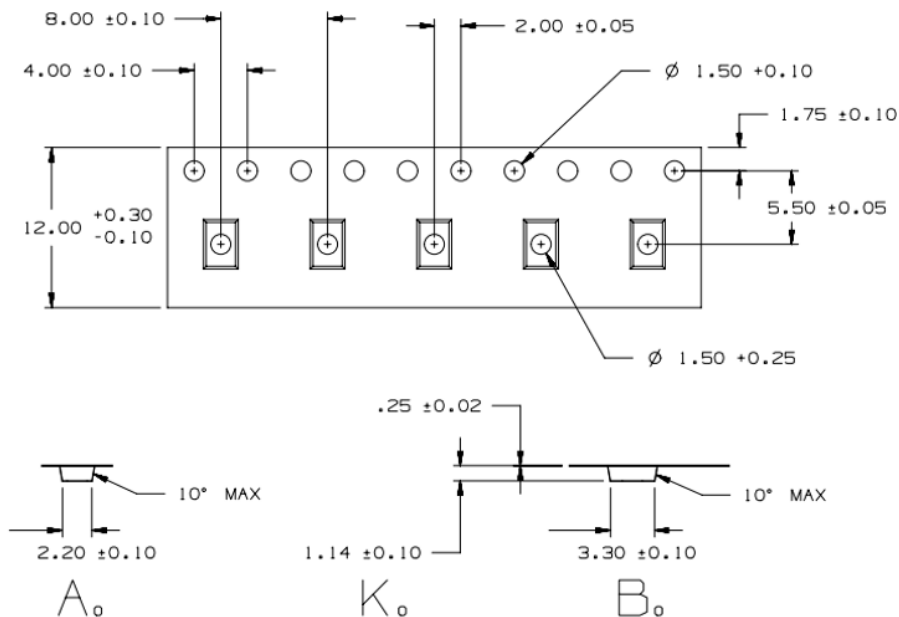 8.00 ±0.10
2.00 ±0.05
4.00 ±0.10
Ø 1.50 +0.10
1.75 ±0.10
12.00 +0.30
-0.10
5.50 ±0.05
Ø 1.50 +0.25
.25 ±0.02
10° MAX
10° MAX
2.20 ±0.10
1.14 ±0.10
3.30 ±0.10
A₀
K₀
B₀